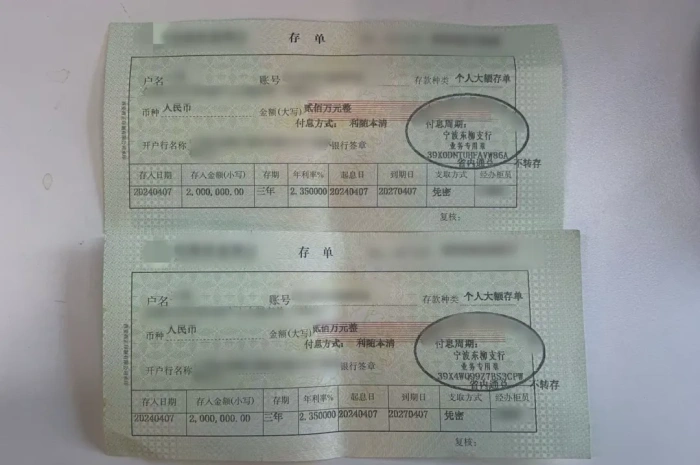 存 单
户名 账号 存款种类 个人大额存单
币种 人民币 金额(大写) 贰佰万元整
付息方式： 利随本清 付息周期：
开户行名称 银行签章
宁波东柳支行
业务专用章
省内通兑 不转存
存入日期 存入金额(小写) 存期 年利率% 起息日 到期日 支取方式 经办柜员
20240407 2,000,000.00 三年 2.350000 20240407 20270407 凭密
复核：
存 单
户名 账号 存款种类 个人大额存单
币种 人民币 金额(大写) 贰佰万元整
付息方式： 利随本清 付息周期：
开户行名称 银行签章
宁波东柳支行
业务专用章
省内通兑 不转存
存入日期 存入金额(小写) 存期 年利率% 起息日 到期日 支取方式 经办柜员
20240407 2,000,000.00 三年 2.350000 20240407 20270407 凭密
复核：